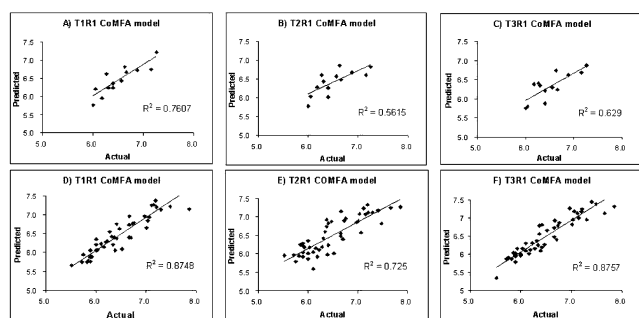 A) T1R1 CoMFA model
Predicted
7.5
7.0
6.5
6.0
5.5
5.0
5.0 6.0 7.0 8.0
Actual
R² = 0.7607
B) T2R1 CoMFA model
Predicted
7.5
7.0
6.5
6.0
5.5
5.0
5.0 6.0 7.0 8.0
Actual
R² = 0.5615
C) T3R1 CoMFA model
Predicted
7.5
7.0
6.5
6.0
5.5
5.0
5.0 6.0 7.0 8.0
Actual
R² = 0.629
D) T1R1 CoMFA model
Predicted
7.5
7.0
6.5
6.0
5.5
5.0
5.0 6.0 7.0 8.0
Actual
R² = 0.8748
E) T2R1 COMFA model
Predicted
7.5
7.0
6.5
6.0
5.5
5.0
5.0 6.0 7.0 8.0
Actual
R² = 0.725
F) T3R1 CoMFA model
Predicted
7.5
7.0
6.5
6.0
5.5
5.0
5.0 6.0 7.0 8.0
Actual
R² = 0.8757